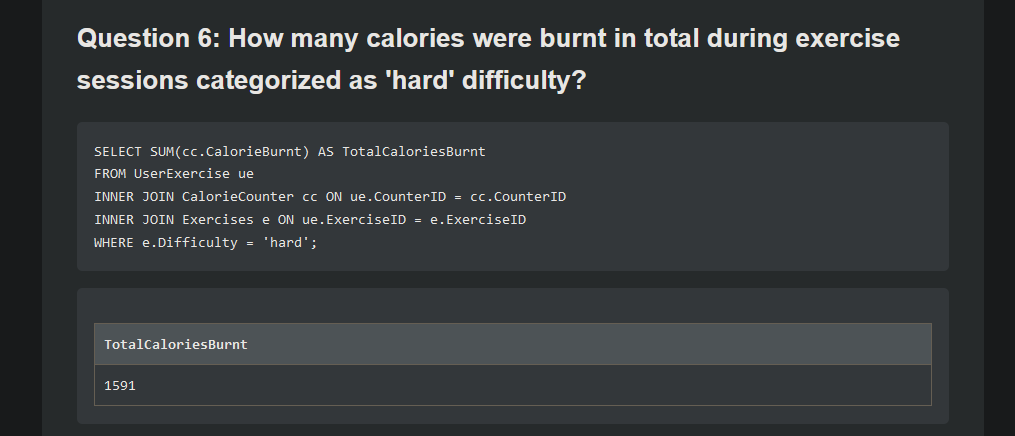 Question 6: How many calories were burnt in total during exercise
sessions categorized as 'hard' difficulty?
SELECT SUM(cc.CalorieBurnt) AS TotalCaloriesBurnt
FROM UserExercise ue
INNER JOIN CalorieCounter cc ON ue.CounterID = cc.CounterID
INNER JOIN Exercises e ON ue.ExerciseID = e.ExerciseID
WHERE e.Difficulty = 'hard';
TotalCaloriesBurnt
1591